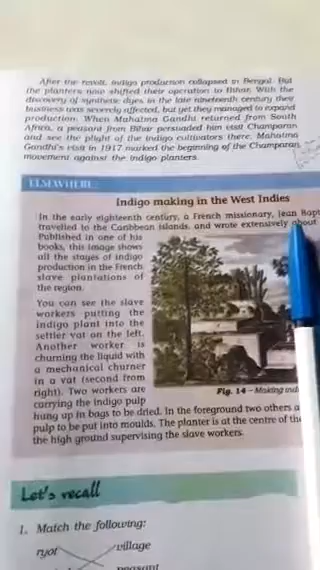 After the revolt, indigo production collapsed in Bengal. But
the planters now shifted their operation to Bihar. With the
discovery of synthetic dyes in the late nineteenth century their
business was severely affected, but yet they managed to expand
production. When Mahatma Gandhi returned from South
Africa, a peasant from Bihar persuaded him visit Champaran
and see the plight of the indigo cultivators there. Mahatma
Gandhi's visit in 1917 marked the beginning of the Champaran
movement against the indigo planters.
ELSEWHERE
Indigo making in the West Indies
In the early eighteenth century, a French missionary, Jean Bapt
travelled to the Caribbean islands, and wrote extensively about
Published in one of his
books, this image shows
all the stages of indigo
production in the French
slave plantations of
the region.
You can see the slave
workers putting the
indigo plant into the
settler vat on the left.
Another worker is
churning the liquid with
a mechanical churner
in a vat (second from
right). Two workers are
carrying the indigo pulp
Fig. 14 – Making ind
hung up in bags to be dried. In the foreground two others a
pulp to be put into moulds. The planter is at the centre of the
the high ground supervising the slave workers.
Let's recall
1. Match the following:
ryot village
peasant